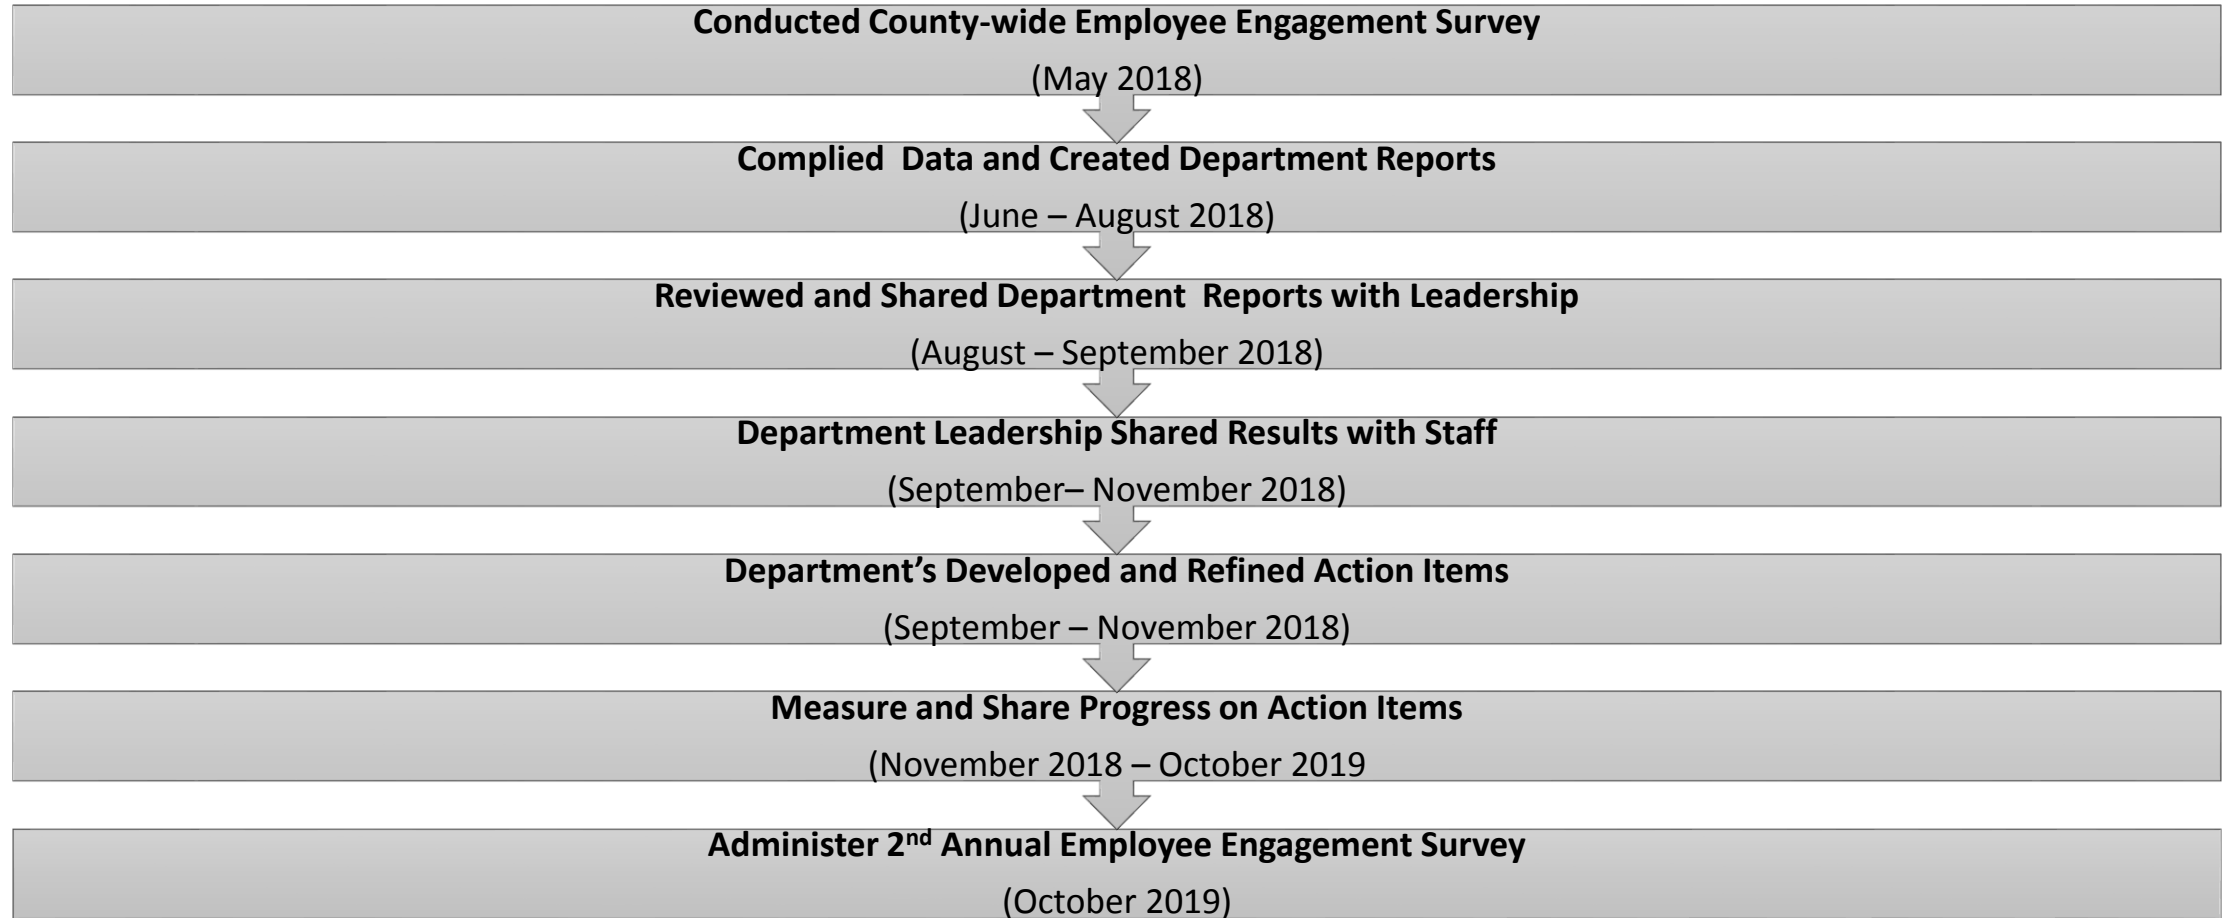 Conducted County-wide Employee Engagement Survey
(May 2018)
Complied  Data and Created Department Reports
(June – August 2018)
Reviewed and Shared Department  Reports with Leadership
(August – September 2018)
Department Leadership Shared Results with Staff
(September– November 2018)
Department’s Developed and Refined Action Items
(September – November 2018)
Measure and Share Progress on Action Items
(November 2018 – October 2019
Administer 2nd Annual Employee Engagement Survey
(October 2019)